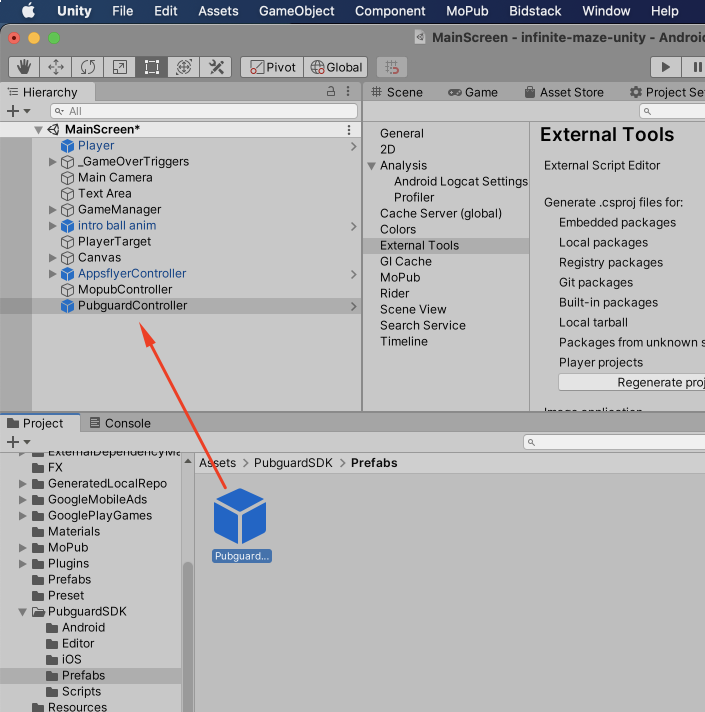 Unity File Edit Assets GameObject Component MoPub Bidstack Window Help
MainScreen - infinite-maze-unity - Androi
Pivot Global
Hierarchy
All
MainScreen*
Player
_GameOverTriggers
Main Camera
Text Area
GameManager
intro ball anim
PlayerTarget
Canvas
AppsflyerController
MopubController
PubguardController
Scene Game Asset Store Project Se
General
2D
Analysis
Android Logcat Settings
Profiler
Cache Server (global)
Colors
External Tools
GI Cache
MoPub
Rider
Scene View
Search Service
Timeline
External Tools
External Script Editor
Generate .csproj files for:
Embedded packages
Local packages
Registry packages
Git packages
Built-in packages
Local tarball
Packages from unknown s
Player projects
Regenerate proj
Image application
Project Console
ExternalDependencyMa
FX
GeneratedLocalRepo
GoogleMobileAds
GooglePlayGames
Materials
MoPub
Plugins
Prefabs
Preset
PubguardSDK
Android
Editor
iOS
Prefabs
Scripts
Resources
Assets > PubguardSDK > Prefabs
Pubguard...